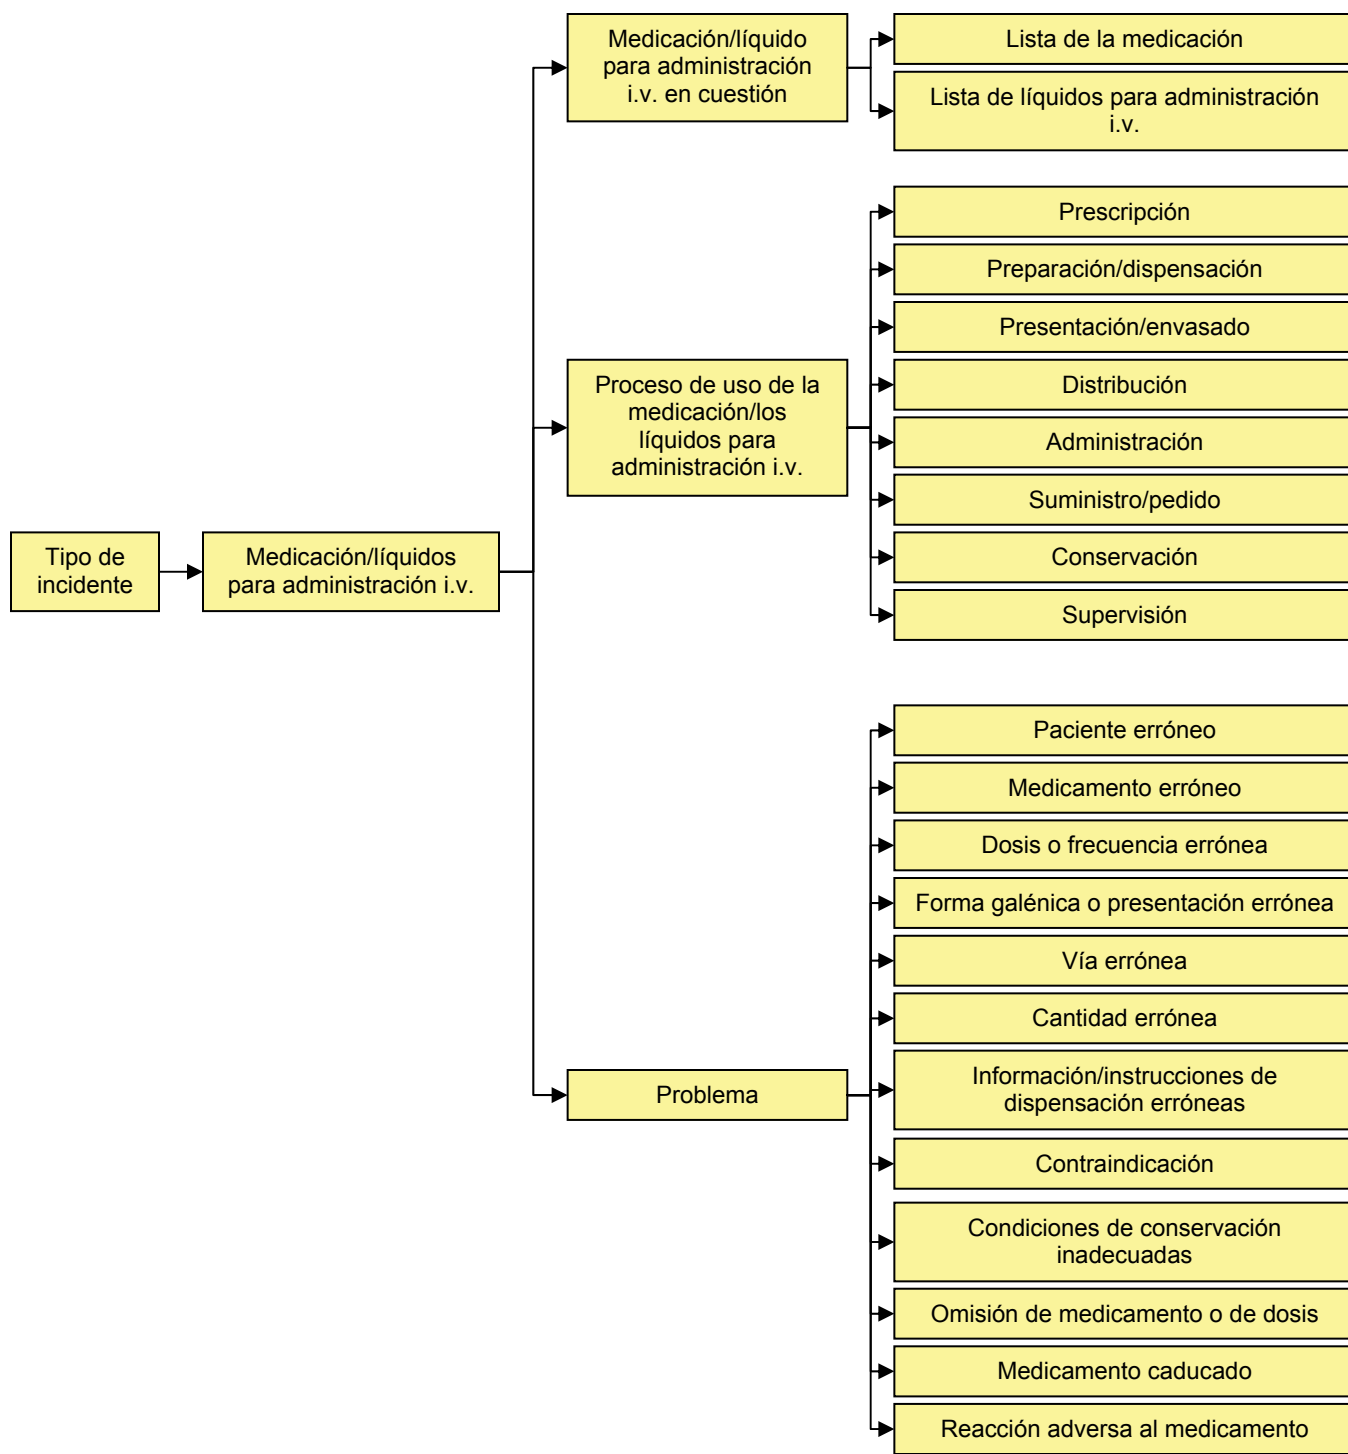 Tipo de
incidente
Medicación/líquidos
para administración i.v.
Medicación/líquido
para administración
i.v. en cuestión
Lista de la medicación
Lista de líquidos para administración
i.v.
Proceso de uso de la
medicación/los
líquidos para
administración i.v.
Prescripción
Preparación/dispensación
Presentación/envasado
Distribución
Administración
Suministro/pedido
Conservación
Supervisión
Problema
Paciente erróneo
Medicamento erróneo
Dosis o frecuencia errónea
Forma galénica o presentación errónea
Vía errónea
Cantidad errónea
Información/instrucciones de
dispensación erróneas
Contraindicación
Condiciones de conservación
inadecuadas
Omisión de medicamento o de dosis
Medicamento caducado
Reacción adversa al medicamento